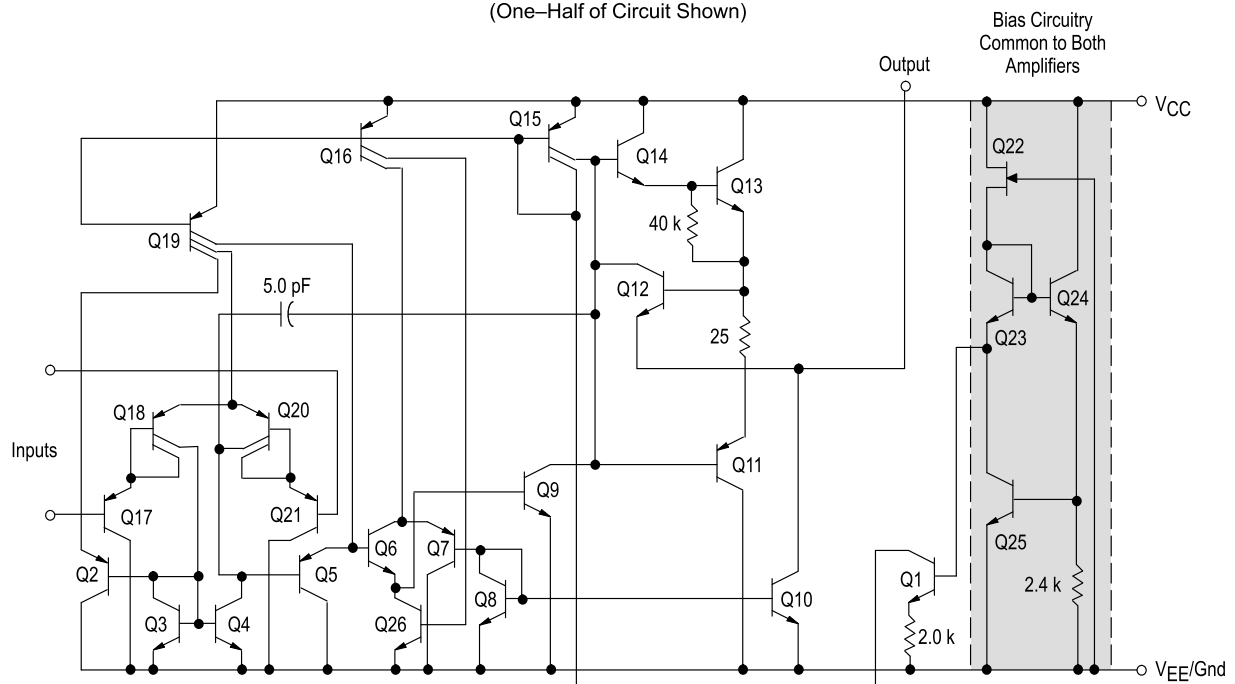 (One–Half of Circuit Shown)
Bias Circuitry
Common to Both
Amplifiers
Output
VCC
Q15
Q14
Q16
Q22
Q13
40 k
Q19
5.0 pF
Q12
Q24
25
Q23
Q18
Q20
Inputs
Q11
Q9
Q17
Q21
Q25
Q2
Q5
Q6
Q7
Q1
2.4 k
Q8
Q10
Q3
Q4
Q26
2.0 k
VEE/Gnd